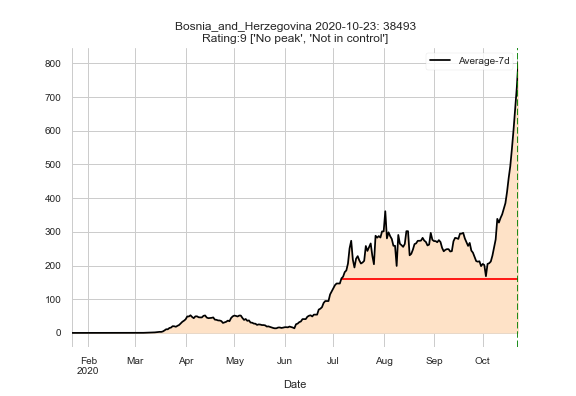 Bosnia_and_Herzegovina 2020-10-23: 38493
Rating:9 ['No peak', 'Not in control']
Average-7d
800
700
600
500
400
300
200
100
0
Feb Mar Apr May Jun Jul Aug Sep Oct
2020
Date